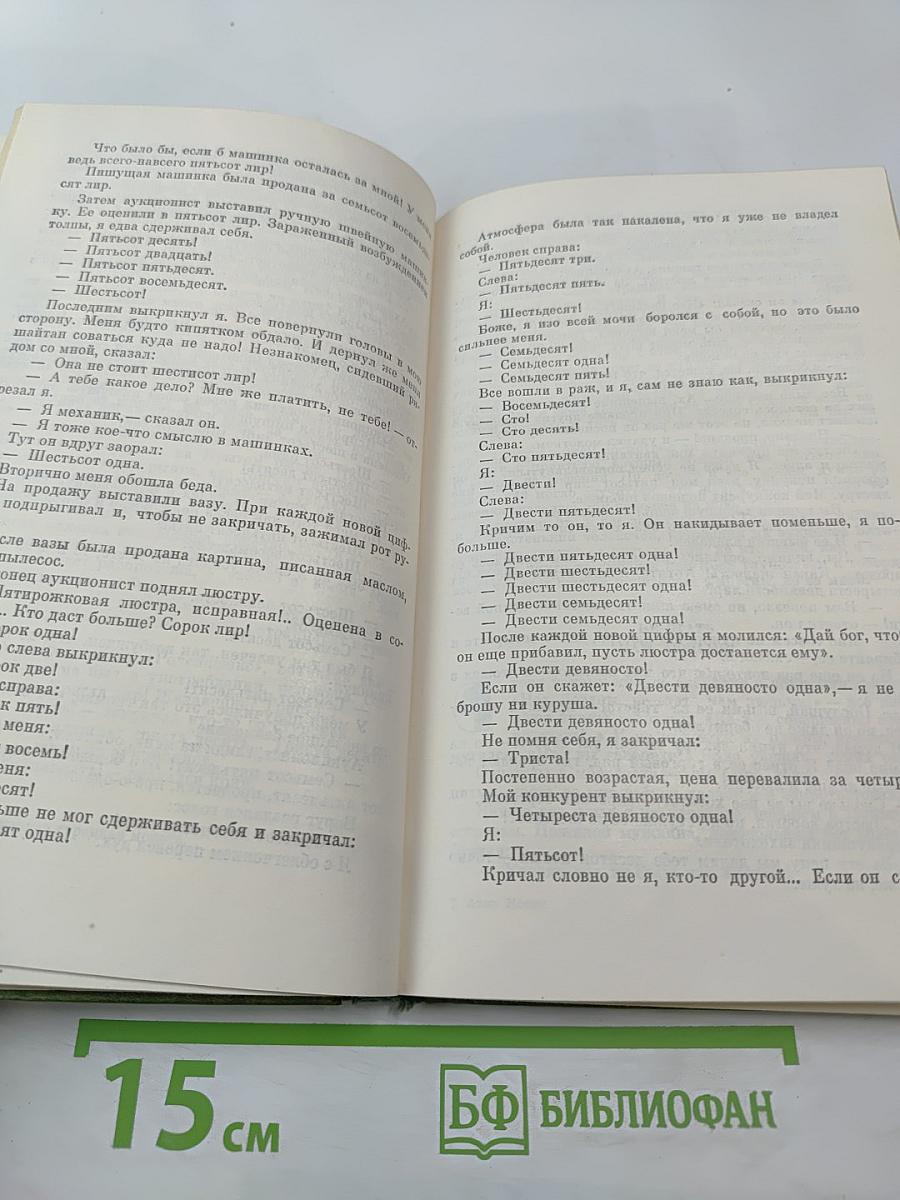 Что было бы, если б машинка осталась за мной! У меня
ведь всего-навсего пятьсот лир!
Пишущая машинка была продана за семьсот восемьде-
сят лир.
Затем аукционист выставил ручную швейную машин-
ку. Ее оценили в пятьсот лир. Зараженный возбуждением
толпы, я едва сдерживал себя.
— Пятьсот десять!
— Пятьсот двадцать!
— Пятьсот пятьдесят.
— Пятьсот восемьдесят.
— Шестьсот!
Последним выкрикнул я. Все повернули головы в мою
сторону. Меня будто кипятком обдало. И дернул же меня
шайтан соваться куда не надо! Незнакомец, сидевший ря-
дом со мной, сказал:
— Она не стоит шестисот лир!
— А тебе какое дело? Мне же платить, не тебе! — от-
резал я.
— Я механик,— сказал он.
— Я тоже кое-что смыслю в машинках.
Тут он вдруг заорал:
— Шестьсот одна.
Вторично меня обошла беда.
На продажу выставили вазу. При каждой новой циф-
подпрыгивал и, чтобы не закричать, зажимал рот ру-
сле вазы была продана картина, писанная маслом,
пылесос.
онец аукционист поднял люстру.
Пятирожковая люстра, исправная!.. Оценена в со-
... Кто даст больше? Сорок лир!
орок одна!
о слева выкрикнул:
рок две!
справа:
к пять!
меня:
восемь!
еня:
есят!
ьше не мог сдерживать себя и закричал:
ят одна!
Атмосфера была так накалена, что я уже не владел
собой.
Человек справа:
— Пятьдесят три.
Слева:
— Пятьдесят пять.
Я:
— Шестьдесят!
Боже, я изо всей мочи боролся с собой, но это было
сильнее меня.
— Семьдесят!
— Семьдесят одна!
— Семьдесят пять!
Все вошли в раж, и я, сам не знаю как, выкрикнул:
— Восемьдесят!
— Сто!
— Сто десять!
Слева:
— Сто пятьдесят!
Я:
— Двести!
Слева:
— Двести пятьдесят!
Кричим то он, то я. Он накидывает поменьше, я по-
больше.
— Двести пятьдесят одна!
— Двести шестьдесят!
— Двести шестьдесят одна!
— Двести семьдесят!
— Двести семьдесят одна!
После каждой новой цифры я молился: «Дай бог, что
он еще прибавил, пусть люстра достанется ему».
— Двести девяносто!
Если он скажет: «Двести девяносто одна»,— я не
брошу ни куруша.
— Двести девяносто одна!
Не помня себя, я закричал:
— Триста!
Постепенно возрастая, цена перевалила за четыр
Мой конкурент выкрикнул:
— Четыреста девяносто одна!
Я:
— Пятьсот!
Кричал словно не я, кто-то другой... Если он с
15 см
БФ БИБЛИОФАН